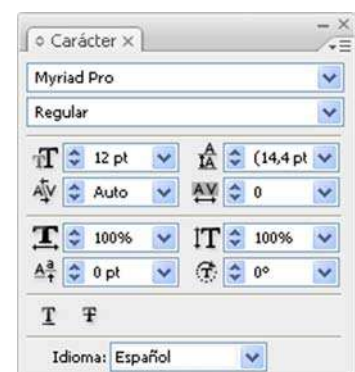 Carácter
Myriad Pro
Regular
12 pt (14,4 pt
Auto 0
100% 100%
0 pt 0°
T T
Idioma: Español